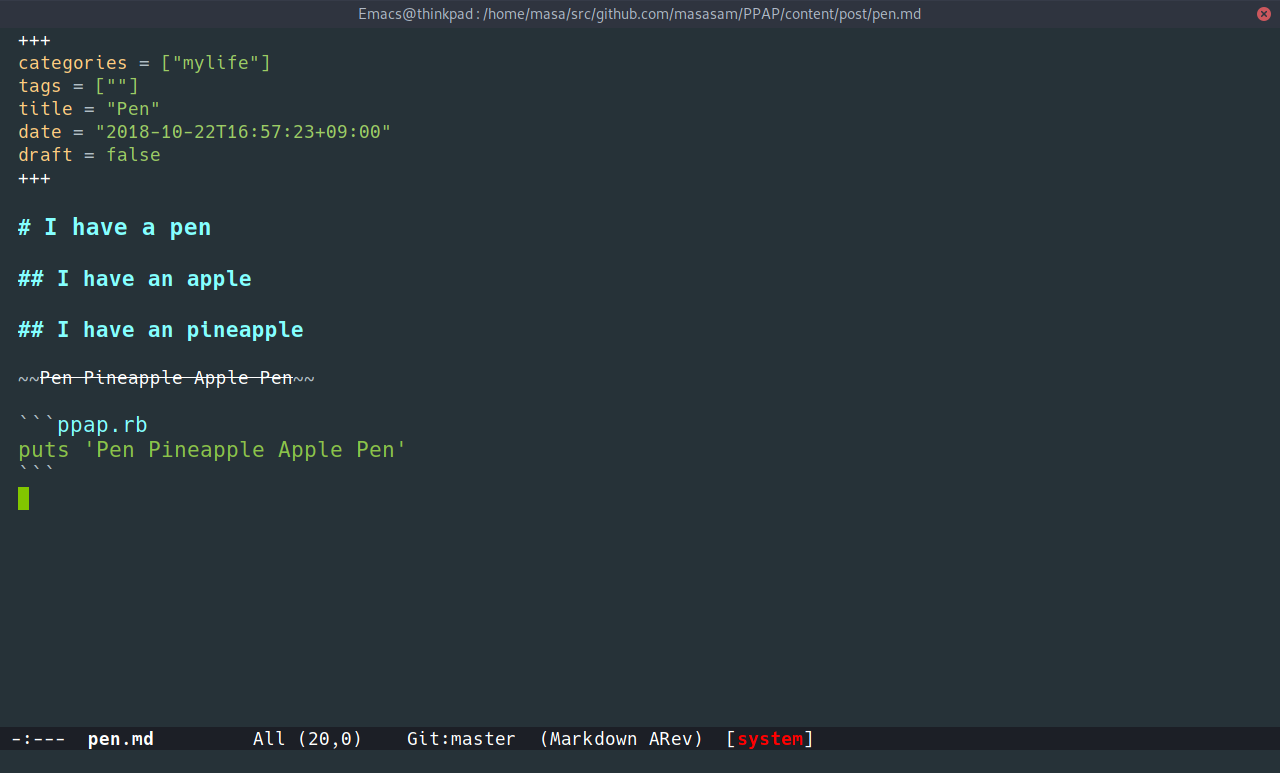 Emacs@thinkpad:/home/masa/src/github.com/masasam/PPAP/content/post/pen.md
+++
categories = ["mylife"]
tags = [""]
title = "Pen"
date = "2018-10-22T16:57:23+09:00"
draft = false
+++
# I have a pen
## I have an apple
## I have an pineapple
~~Pen Pineapple Apple Pen~~
```ppap.rb
puts 'Pen Pineapple Apple Pen'
```
-:---  pen.md         All (20,0)    Git:master  (Markdown ARev)  [system]